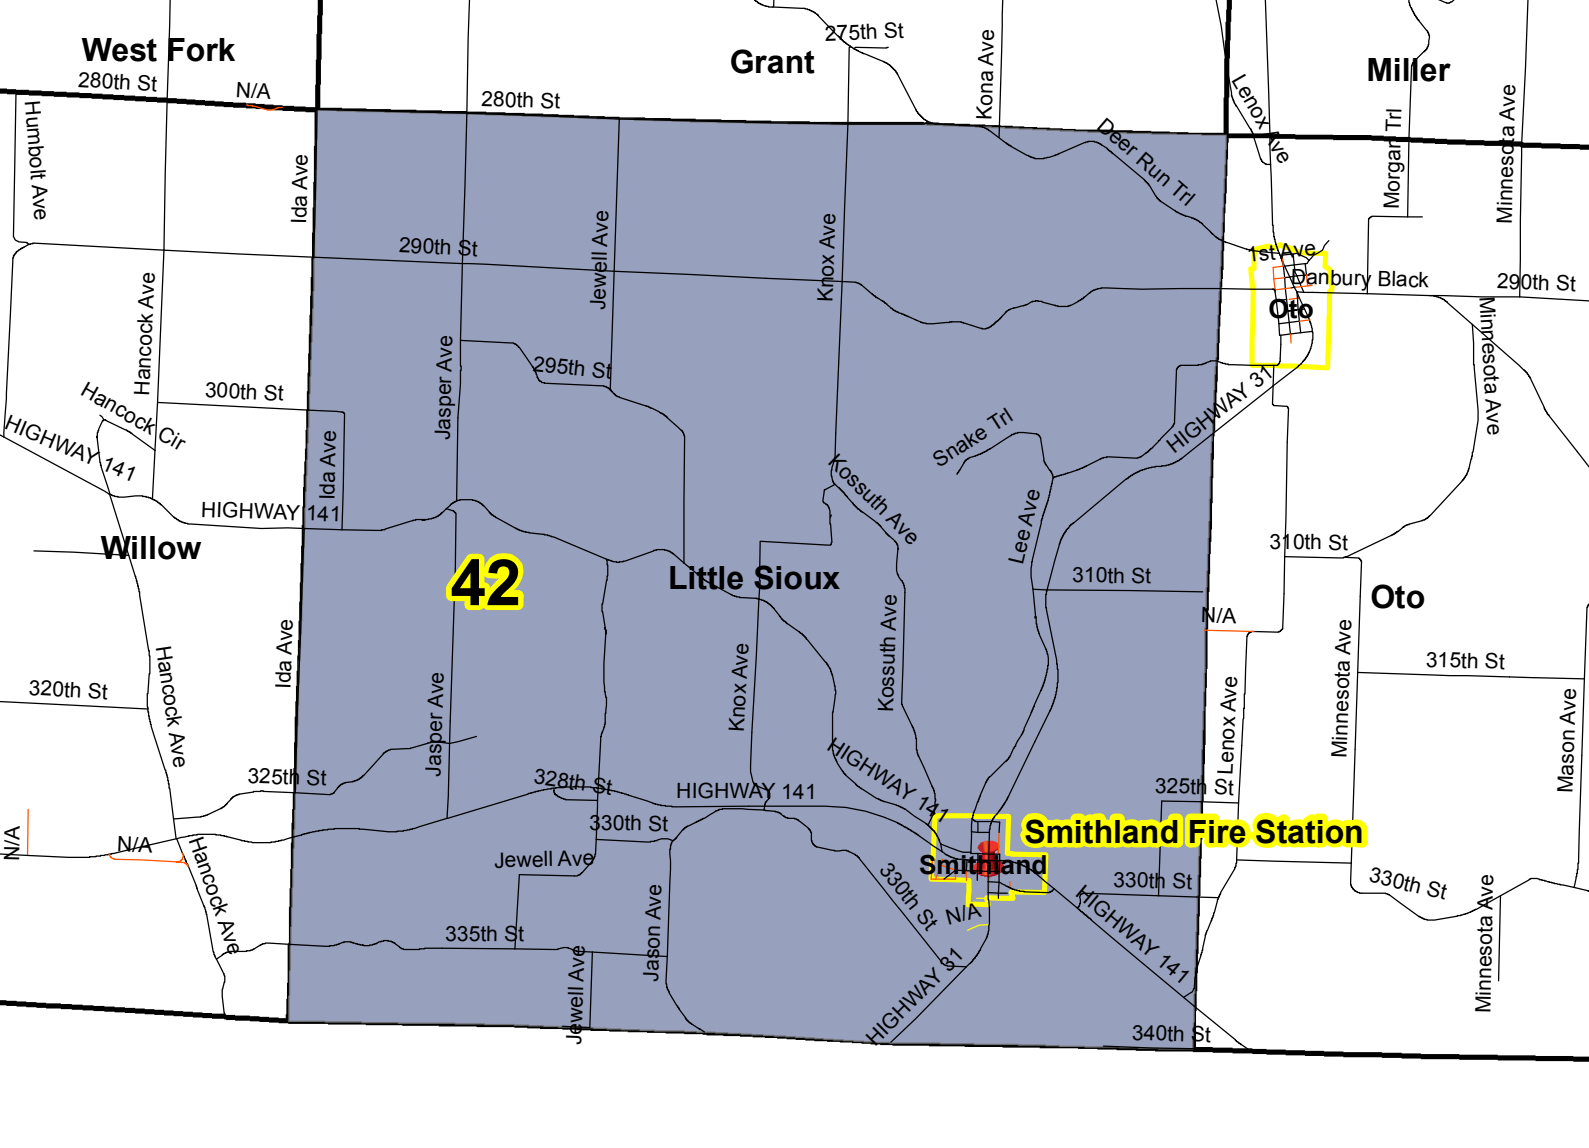 275th St
West Fork
Grant
Miller
280th St
N/A
280th St
Kona Ave
Lenox Ave
Morgan Trl
Minnesota Ave
Deer Run Trl
Humbolt Ave
Ida Ave
290th St
Jewell Ave
Knox Ave
1st Ave
Danbury Black
290th St
Oto
Hancock Ave
Jasper Ave
295th St
Minnesota Ave
300th St
Hancock Cir
HIGHWAY 141
HIGHWAY 31
Snake Trl
Ida Ave
Kossuth Ave
HIGHWAY 141
Willow
42
Little Sioux
Lee Ave
310th St
310th St
Oto
N/A
Ida Ave
Kossuth Ave
Knox Ave
Minnesota Ave
315th St
320th St
Hancock Ave
Jasper Ave
Lenox Ave
Mason Ave
325th St
328th St
HIGHWAY 141
HIGHWAY 141
325th St
N/A
N/A
330th St
Smithland Fire Station
Smithland
Jewell Ave
Hancock Ave
330th St
N/A
330th St
330th St
HIGHWAY 141
335th St
Jason Ave
Jewell Ave
HIGHWAY 31
Minnesota Ave
340th St